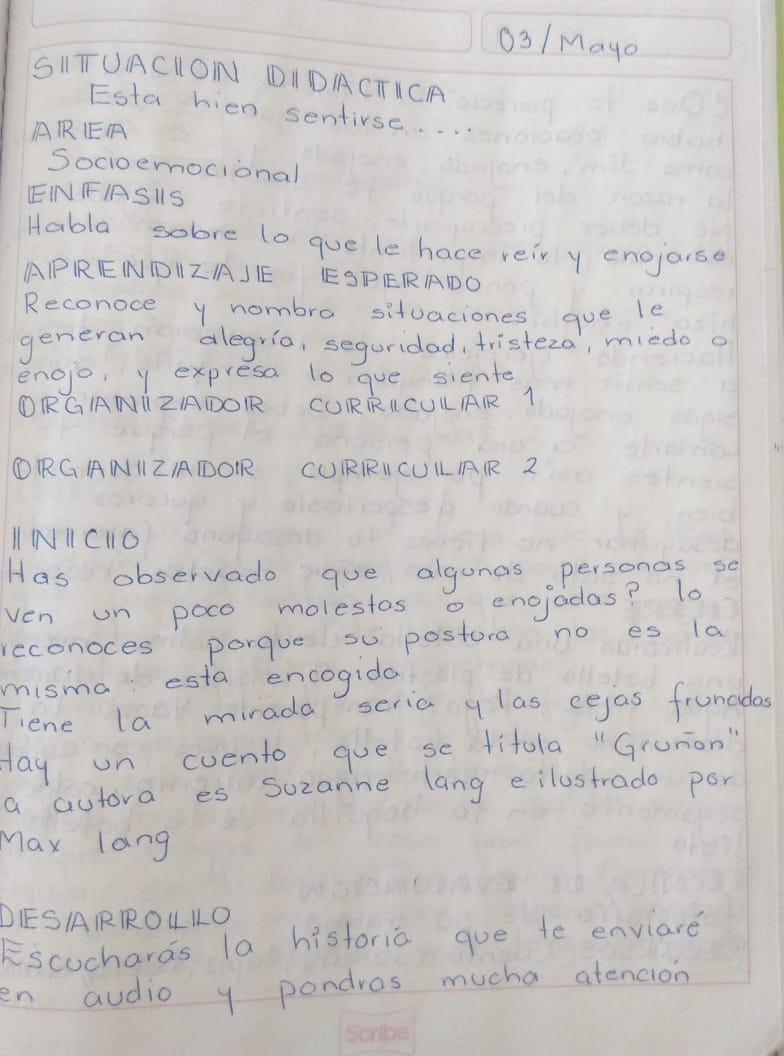 03/Mayo
SITUACION DIDACTICA
Esta bien sentirse....
AREA
Socioemocional
ENFASIS
Habla sobre lo que le hace reir y enojarse
APRENDIZAJE ESPERADO
Reconoce y nombra situaciones que le
generan alegría, seguridad, tristeza, miedo o
enojo, y expresa lo que siente
ORGANIZADOR CURRICULAR 1
ORGANIZADOR CURRICULAR 2
INICIO
Has observado que algunas personas se
ven un poco molestas o enojadas? lo
reconoces porque su postura no es la
misma: esta encogida
Tiene la mirada seria y las cejas fruncidas
Hay un cuento que se titula "Gruñon"
a autora es Suzanne lang e ilustrado por
Max lang
DESARROLLO
Escucharás la historia que te enviaré
en audio y pondras mucha atencion
Scribe